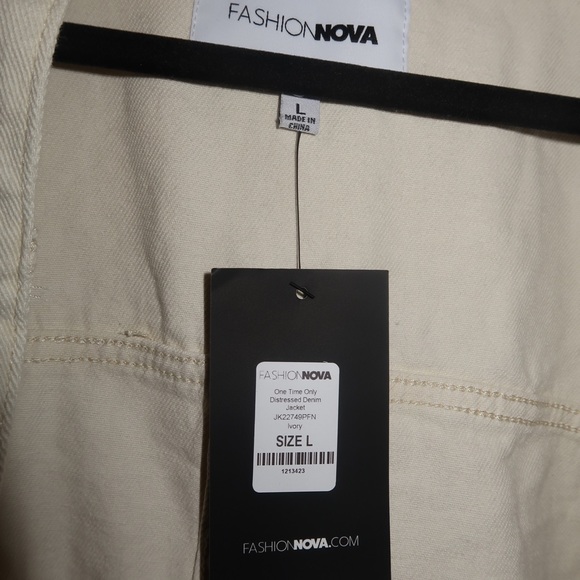 FASHIONNOVA
L
MADE IN
CHINA
FASHIONNOVA
One Time Only
Distressed Denim
Jacket
JK22749PFN
Ivory
SIZE L
1213423
FASHIONNOVA.COM